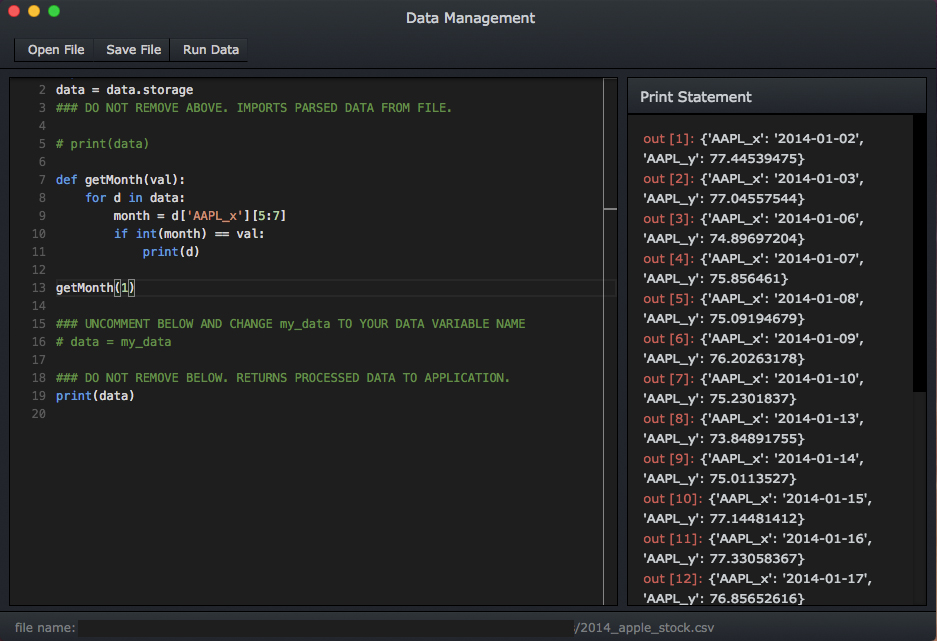 Data Management
Open File Save File Run Data
2 data = data.storage
3 ### DO NOT REMOVE ABOVE. IMPORTS PARSED DATA FROM FILE.
4
5 # print(data)
6
7 def getMonth(val):
8     for d in data:
9         month = d['AAPL_x'][5:7]
10         if int(month) == val:
11             print(d)
12
13 getMonth(1)
14
15 ### UNCOMMENT BELOW AND CHANGE my_data TO YOUR DATA VARIABLE NAME
16 # data = my_data
17
18 ### DO NOT REMOVE BELOW. RETURNS PROCESSED DATA TO APPLICATION.
19 print(data)
20
Print Statement
out [1]: {'AAPL_x': '2014-01-02',
'AAPL_y': 77.44539475}
out [2]: {'AAPL_x': '2014-01-03',
'AAPL_y': 77.04557544}
out [3]: {'AAPL_x': '2014-01-06',
'AAPL_y': 74.89697204}
out [4]: {'AAPL_x': '2014-01-07',
'AAPL_y': 75.856461}
out [5]: {'AAPL_x': '2014-01-08',
'AAPL_y': 75.09194679}
out [6]: {'AAPL_x': '2014-01-09',
'AAPL_y': 76.20263178}
out [7]: {'AAPL_x': '2014-01-10',
'AAPL_y': 75.2301837}
out [8]: {'AAPL_x': '2014-01-13',
'AAPL_y': 73.84891755}
out [9]: {'AAPL_x': '2014-01-14',
'AAPL_y': 75.0113527}
out [10]: {'AAPL_x': '2014-01-15',
'AAPL_y': 77.14481412}
out [11]: {'AAPL_x': '2014-01-16',
'AAPL_y': 77.33058367}
out [12]: {'AAPL_x': '2014-01-17',
'AAPL_y': 76.85652616}
file name: /2014_apple_stock.csv